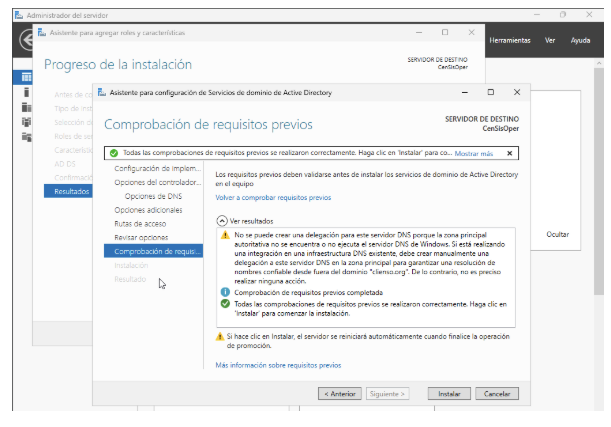 Administrador del servidor
Asistente para agregar roles y características
Herramientas Ver Ayuda
Progreso de la instalación
SERVIDOR DE DESTINO
CenSisOper
Antes de co
Tipo de inst
Selección d
Roles de ser
Característic
AD DS
Confirmació
Resultados
Asistente para configuración de Servicios de dominio de Active Directory
Comprobación de requisitos previos
SERVIDOR DE DESTINO
CenSisOper
Todas las comprobaciones de requisitos previos se realizaron correctamente. Haga clic en 'Instalar' para co... Mostrar más
Configuración de implem...
Opciones del controlador...
Opciones de DNS
Opciones adicionales
Rutas de acceso
Revisar opciones
Comprobación de requisi...
Instalación
Resultado
Los requisitos previos deben validarse antes de instalar los servicios de dominio de Active Directory
en el equipo
Volver a comprobar requisitos previos
Ver resultados
No se puede crear una delegación para este servidor DNS porque la zona principal
autoritativa no se encuentra o no ejecuta el servidor DNS de Windows. Si está realizando
una integración en una infraestructura DNS existente, debe crear manualmente una
delegación a este servidor DNS en la zona principal para garantizar una resolución de
nombres confiable desde fuera del dominio "clienso.org". De lo contrario, no es preciso
realizar ninguna acción.
Comprobación de requisitos previos completada
Todas las comprobaciones de requisitos previos se realizaron correctamente. Haga clic en
'Instalar' para comenzar la instalación.
Si hace clic en Instalar, el servidor se reiniciará automáticamente cuando finalice la operación
de promoción.
Más información sobre requisitos previos
< Anterior Siguiente > Instalar Cancelar
Ocultar